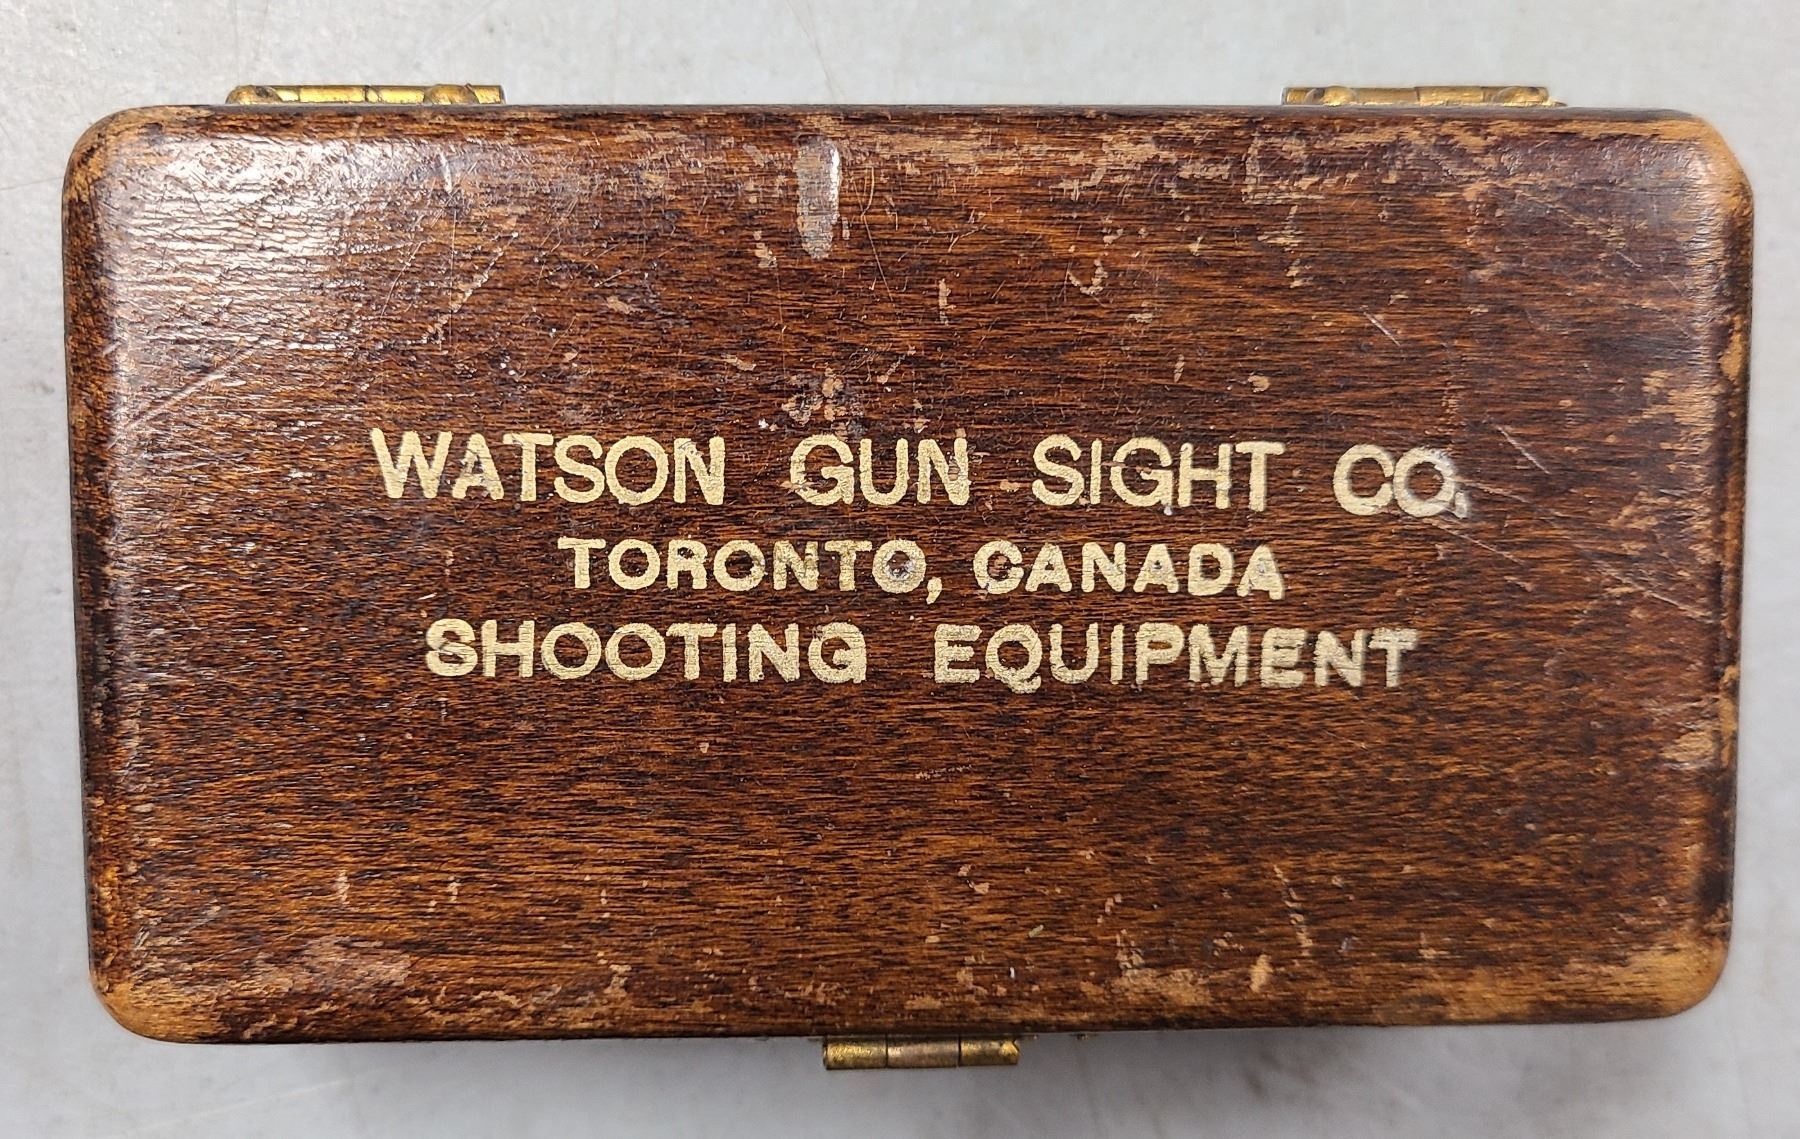 WATSON GUN SIGHT CO.
TORONTO, CANADA
SHOOTING EQUIPMENT